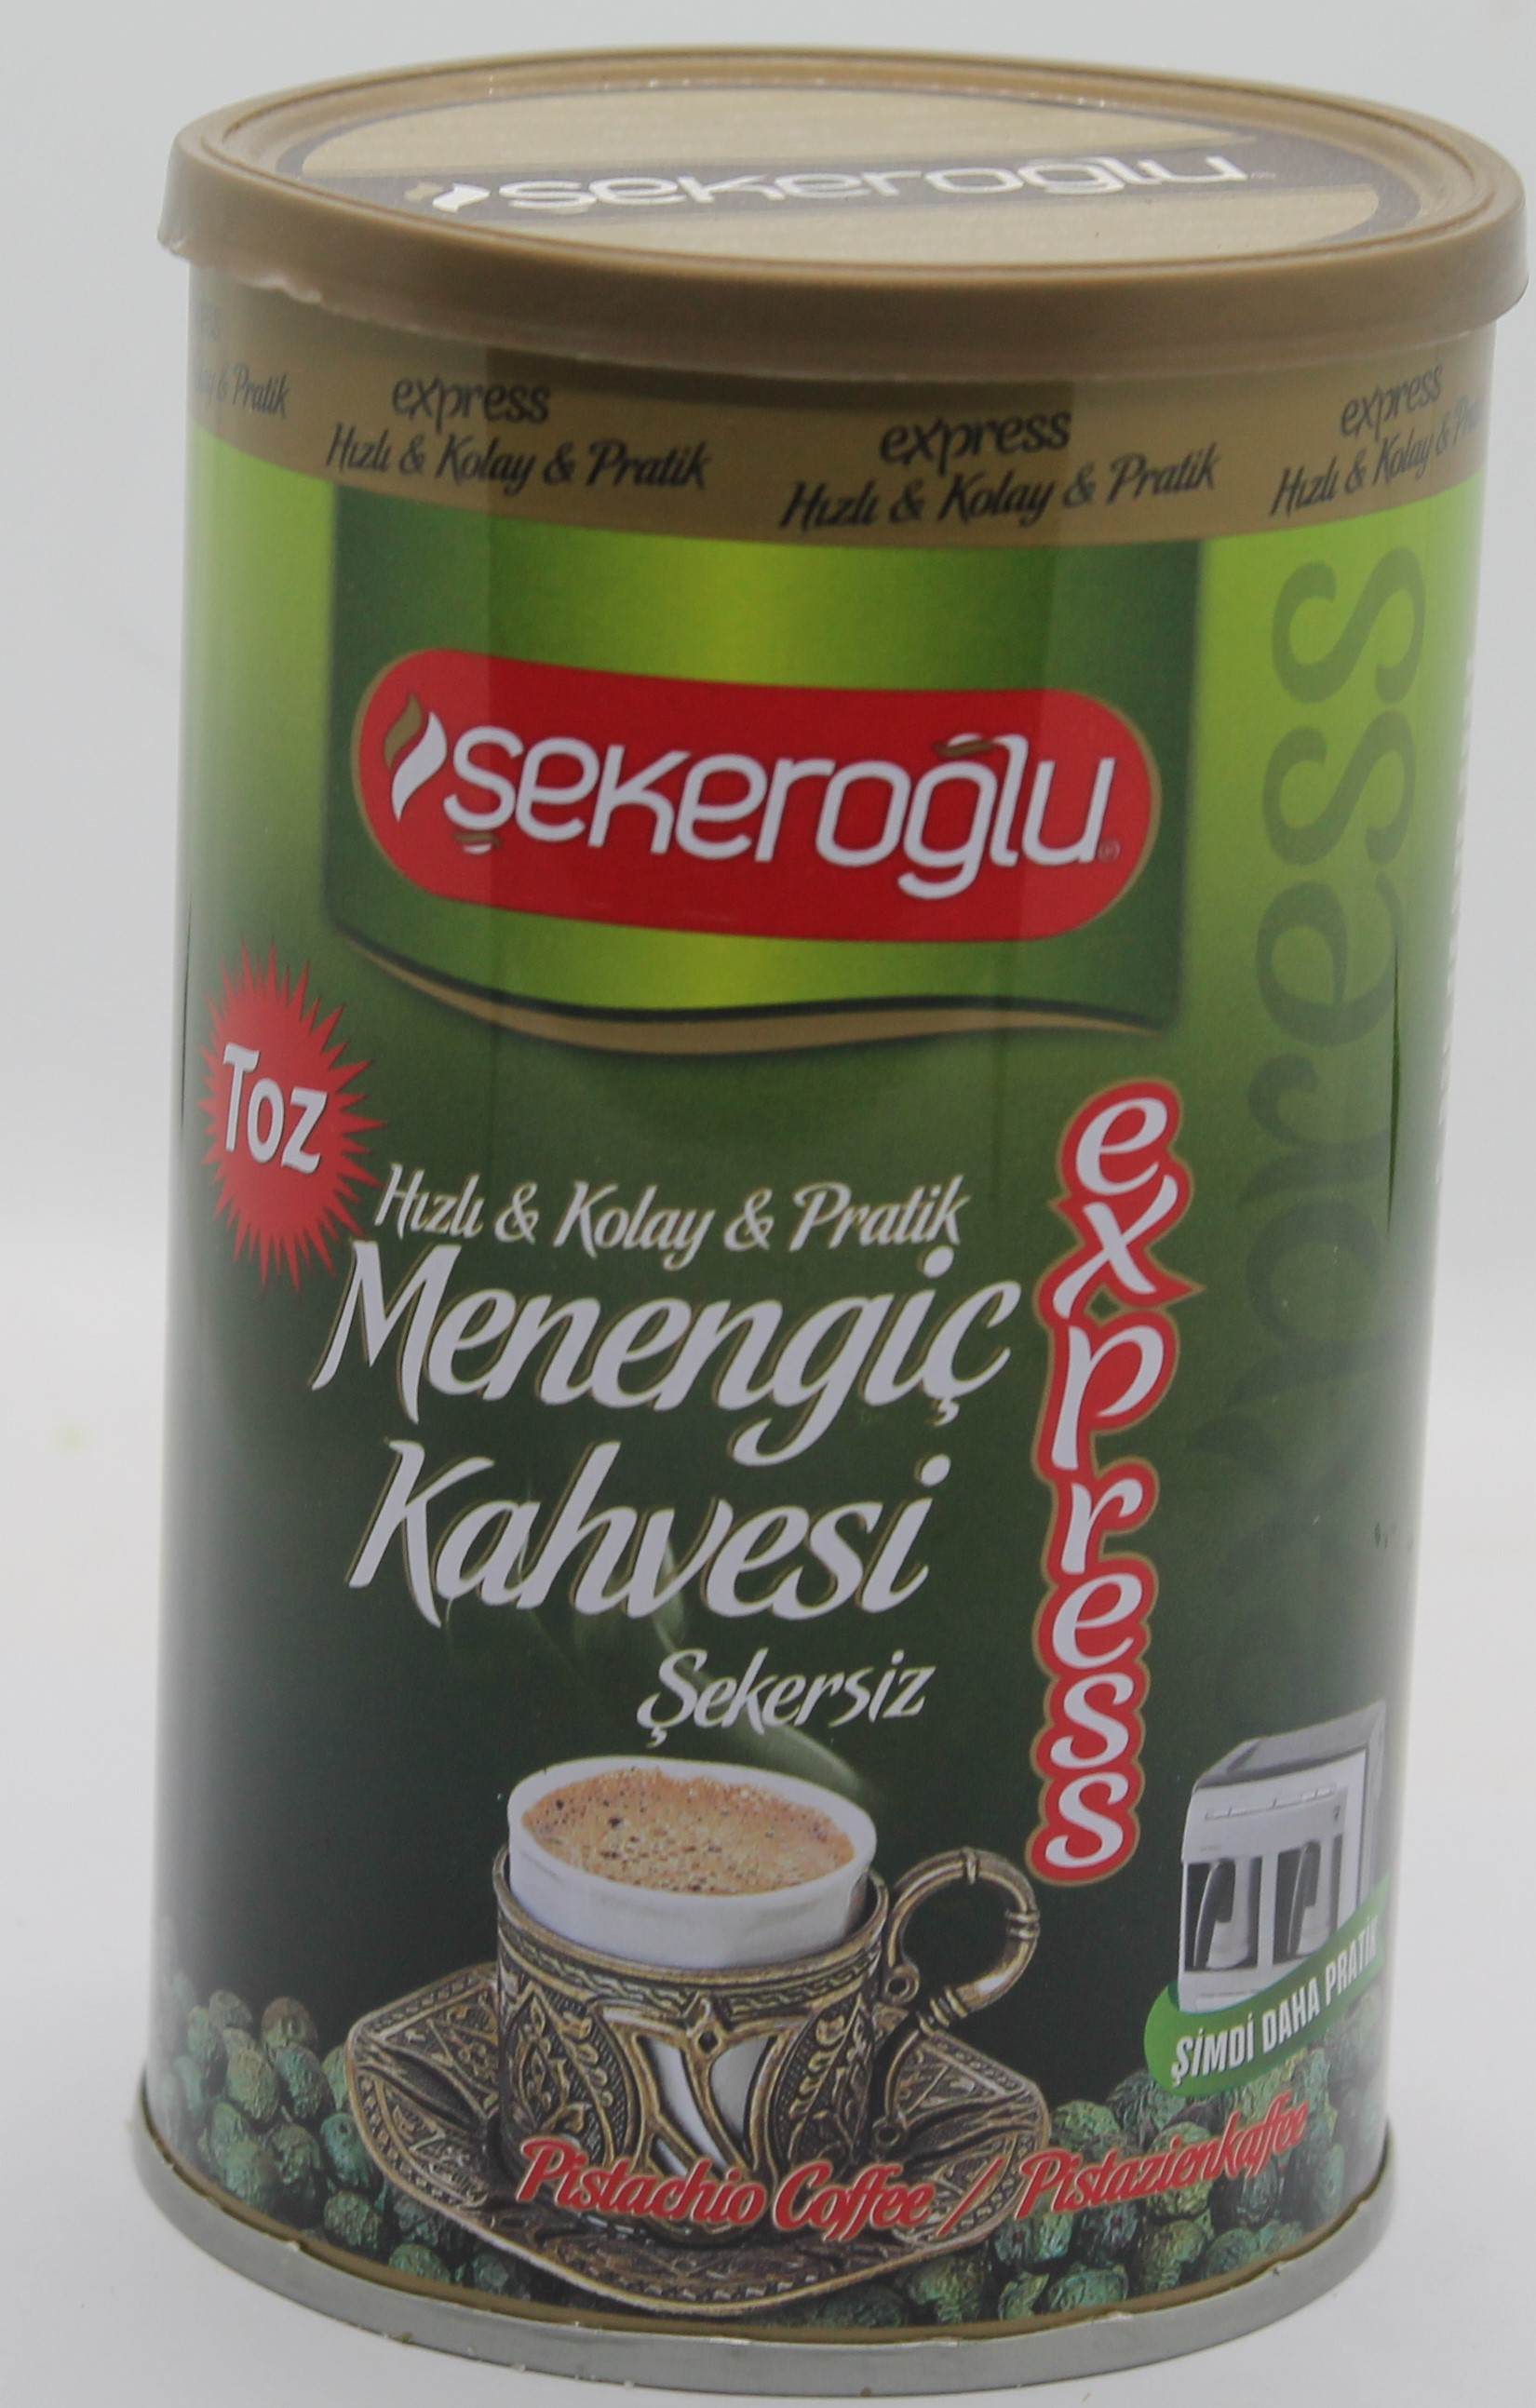 şekeroğlu
express
express
express
& Pratik
Hızlı & Kolay & Pratik
Hızlı & Kolay & Pratik
Hızlı & Kolay &
şekeroğlu
express
Toz
Hızlı & Kolay & Pratik
Menengiç
Kahvesi
Şekersiz
express
ŞİMDİ DAHA PRATİK
Pistachio Coffee / Pistazienkaffee